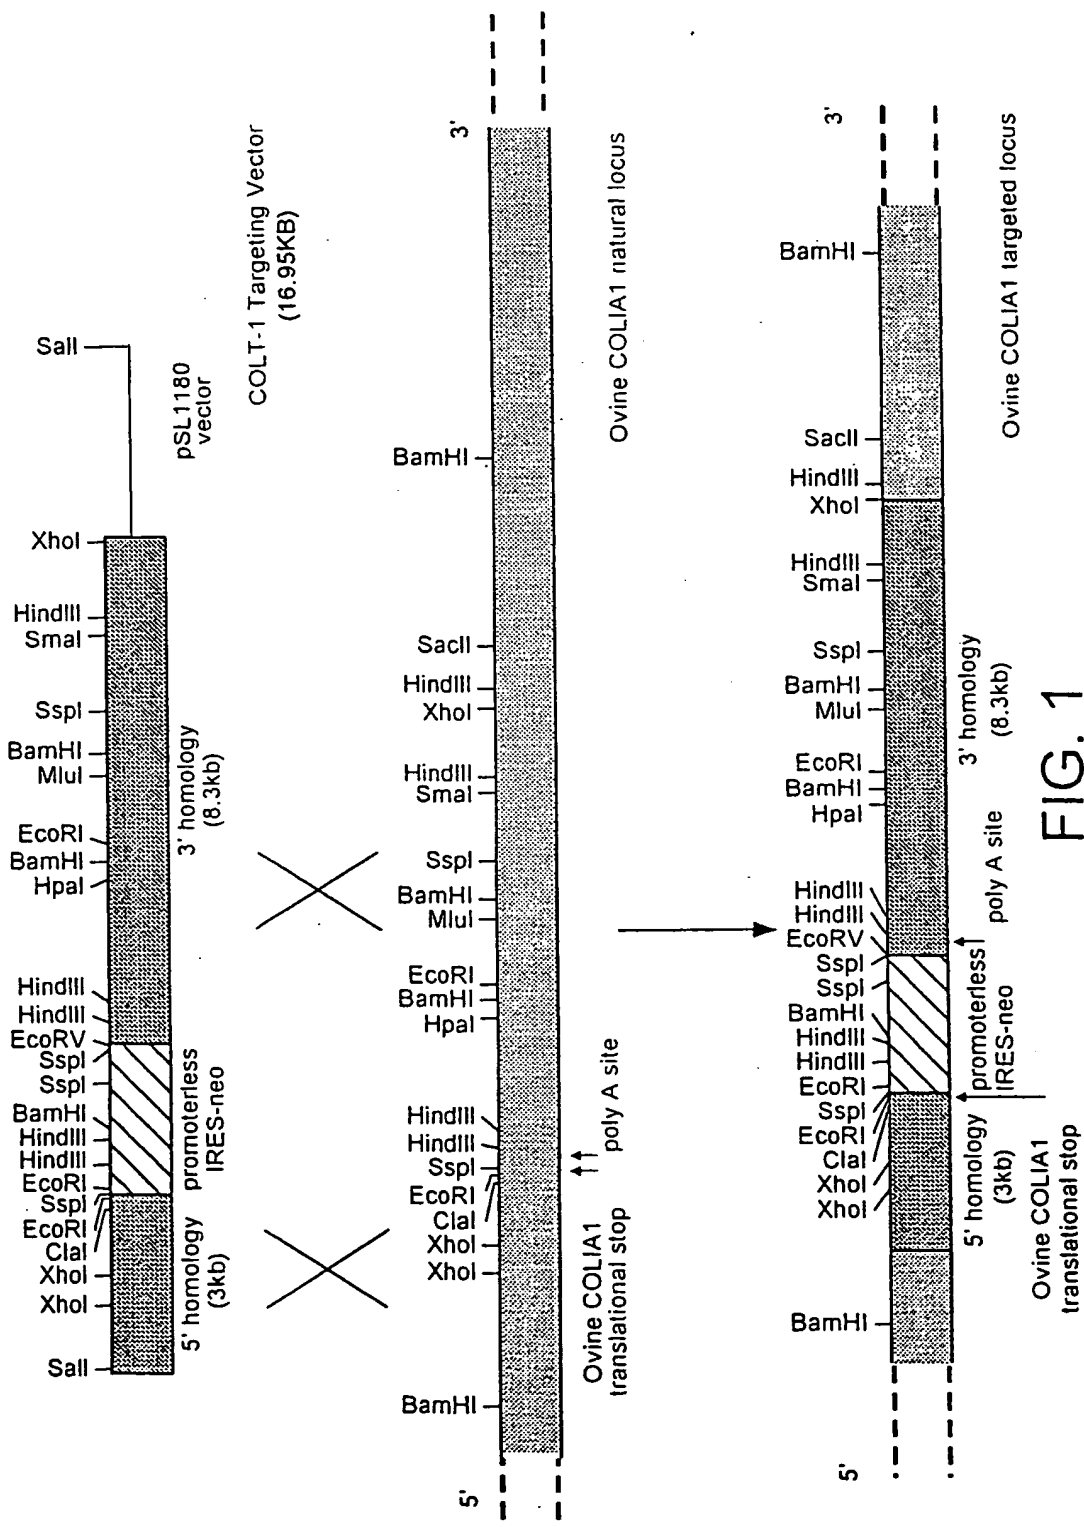 SalI
XhoI
HindIII
SmaI
SspI
BamHI
MluI
EcoRI
BamHI
HpaI
HindIII
HindIII
EcoRV
SspI
SspI
BamHI
HindIII
HindIII
EcoRI
SspI
EcoRI
ClaI
XhoI
XhoI
SalI
5' homology
(3kb)
promoterless
IRES-neo
3' homology
(8.3kb)
pSL1180
vector
COLT-1 Targeting Vector
(16.95KB)
3'
BamHI
SacII
HindIII
XhoI
HindIII
SmaI
SspI
BamHI
MluI
EcoRI
BamHI
HpaI
HindIII
HindIII
SspI
EcoRI
ClaI
XhoI
XhoI
BamHI
5'
Ovine COLIA1
translational stop
poly A site
Ovine COLIA1 natural locus
3'
BamHI
SacII
HindIII
XhoI
HindIII
SmaI
SspI
BamHI
MluI
EcoRI
BamHI
HpaI
HindIII
HindIII
EcoRV
SspI
SspI
BamHI
HindIII
HindIII
EcoRI
SspI
EcoRI
ClaI
XhoI
XhoI
BamHI
5'
5' homology
(3kb)
promoterless
IRES-neo
poly A site
3' homology
(8.3kb)
Ovine COLIA1
translational stop
Ovine COLIA1 targeted locus
FIG. 1